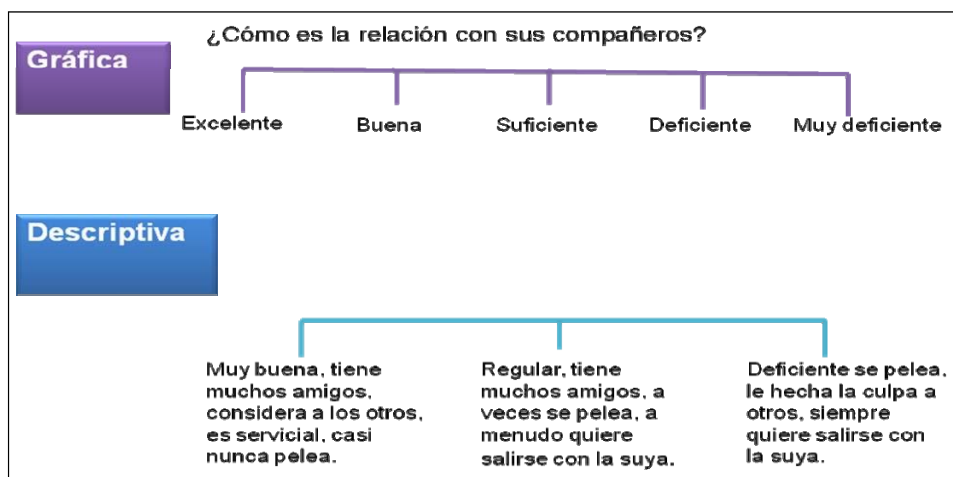 ¿Cómo es la relación con sus compañeros?
Gráfica
Excelente Buena Suficiente Deficiente Muy deficiente
Descriptiva
Muy buena, tiene
muchos amigos,
considera a los otros,
es servicial, casi
nunca pelea.
Regular, tiene
muchos amigos, a
veces se pelea, a
menudo quiere
salirse con la suya.
Deficiente se pelea,
le hecha la culpa a
otros, siempre
quiere salirse con
la suya.